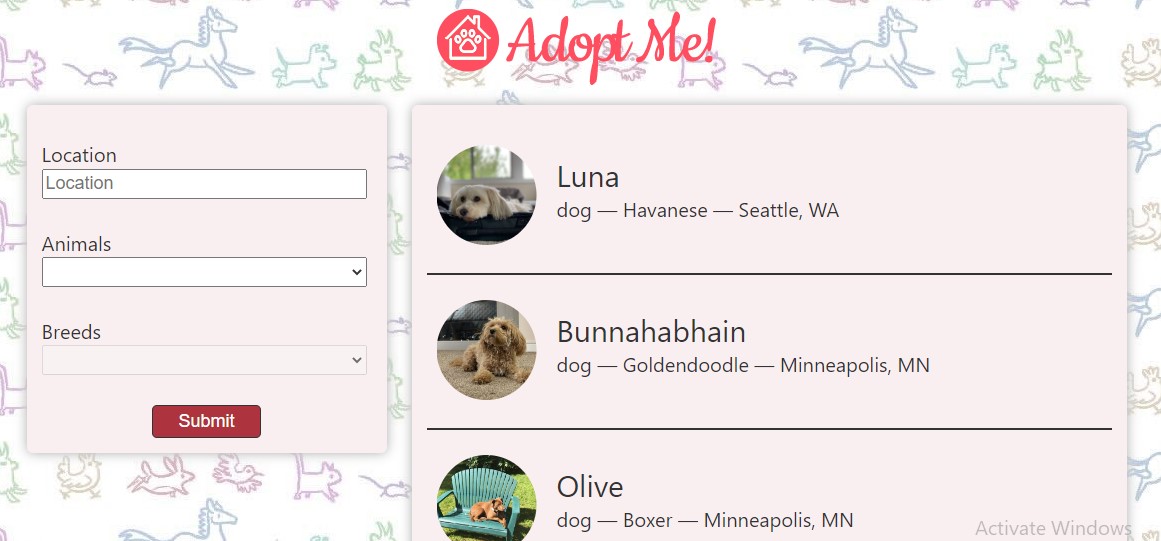 Adopt Me!
Location
Location
Animals
Breeds
Submit
Luna
dog — Havanese — Seattle, WA
Bunnahabhain
dog — Goldendoodle — Minneapolis, MN
Olive
dog — Boxer — Minneapolis, MN
Activate Windows